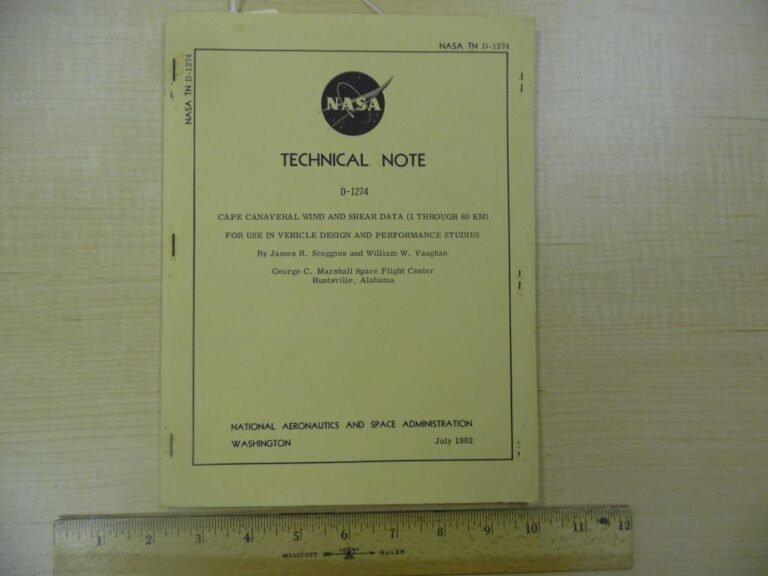 NASA TN D-1274
NASA TN D-1274
NASA
TECHNICAL NOTE
D-1274
CAPE CANAVERAL WIND AND SHEAR DATA (1 THROUGH 80 KM)
FOR USE IN VEHICLE DESIGN AND PERFORMANCE STUDIES
By James R. Scoggins and William W. Vaughan
George C. Marshall Space Flight Center
Huntsville, Alabama
NATIONAL AERONAUTICS AND SPACE ADMINISTRATION
WASHINGTON July 1962
1 2 3 4 5 6 7 8 9 10 11 12
WESTCOTT RULER